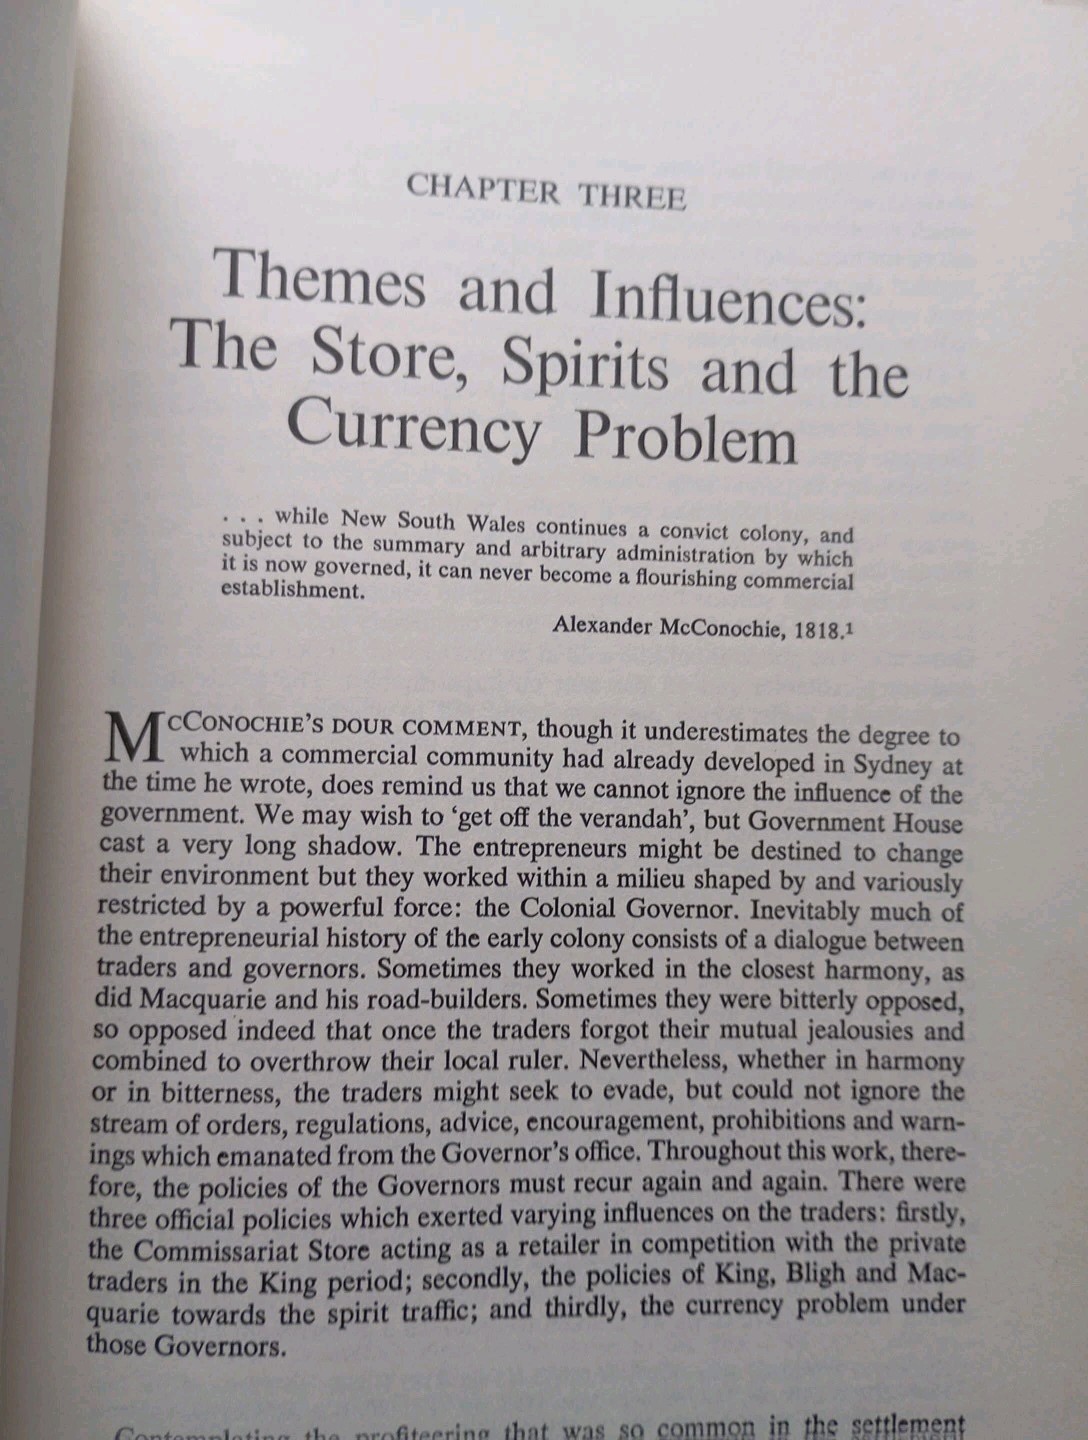 CHAPTER THREE
Themes and Influences:
The Store, Spirits and the
Currency Problem
. . . while New South Wales continues a convict colony, and
subject to the summary and arbitrary administration by which
it is now governed, it can never become a flourishing commercial
establishment.
Alexander McConochie, 1818.¹
MCCONOCHIE'S DOUR COMMENT, though it underestimates the degree to
which a commercial community had already developed in Sydney at
the time he wrote, does remind us that we cannot ignore the influence of the
government. We may wish to 'get off the verandah', but Government House
cast a very long shadow. The entrepreneurs might be destined to change
their environment but they worked within a milieu shaped by and variously
restricted by a powerful force: the Colonial Governor. Inevitably much of
the entrepreneurial history of the early colony consists of a dialogue between
traders and governors. Sometimes they worked in the closest harmony, as
did Macquarie and his road-builders. Sometimes they were bitterly opposed,
so opposed indeed that once the traders forgot their mutual jealousies and
combined to overthrow their local ruler. Nevertheless, whether in harmony
or in bitterness, the traders might seek to evade, but could not ignore the
stream of orders, regulations, advice, encouragement, prohibitions and warn-
ings which emanated from the Governor's office. Throughout this work, there-
fore, the policies of the Governors must recur again and again. There were
three official policies which exerted varying influences on the traders: firstly,
the Commissariat Store acting as a retailer in competition with the private
traders in the King period; secondly, the policies of King, Bligh and Mac-
quarie towards the spirit traffic; and thirdly, the currency problem under
those Governors.
Contemplating the profiteering that was so common in the settlement